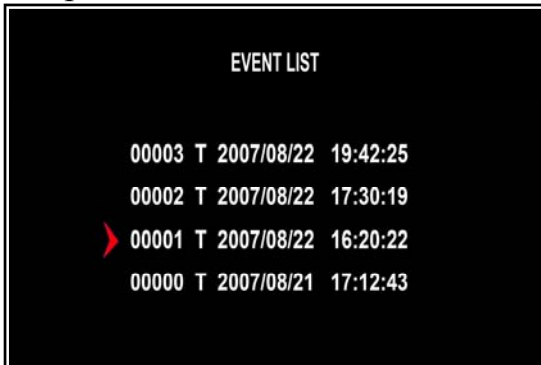 EVENT LIST
00003 T 2007/08/22 19:42:25
00002 T 2007/08/22 17:30:19
00001 T 2007/08/22 16:20:22
00000 T 2007/08/21 17:12:43